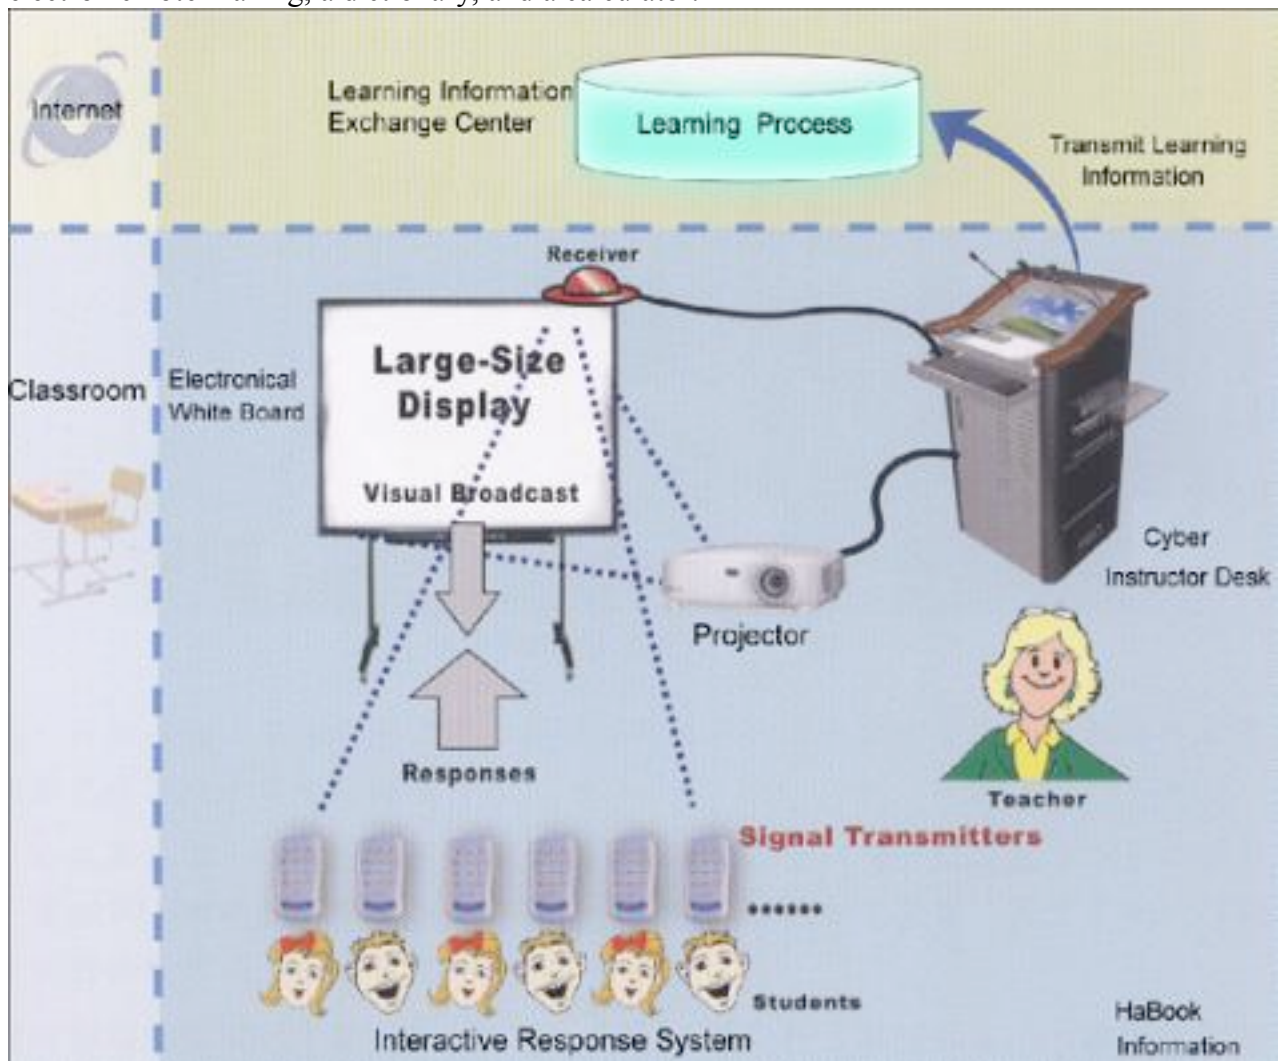 Internet
Learning Information
Exchange Center
Learning Process
Transmit Learning
Information
Receiver
Classroom
Electronical
White Board
Large-Size
Display
Visual Broadcast
Cyber
Instructor Desk
Projector
Responses
Teacher
Signal Transmitters
......
Students
Interactive Response System
HaBook
Information